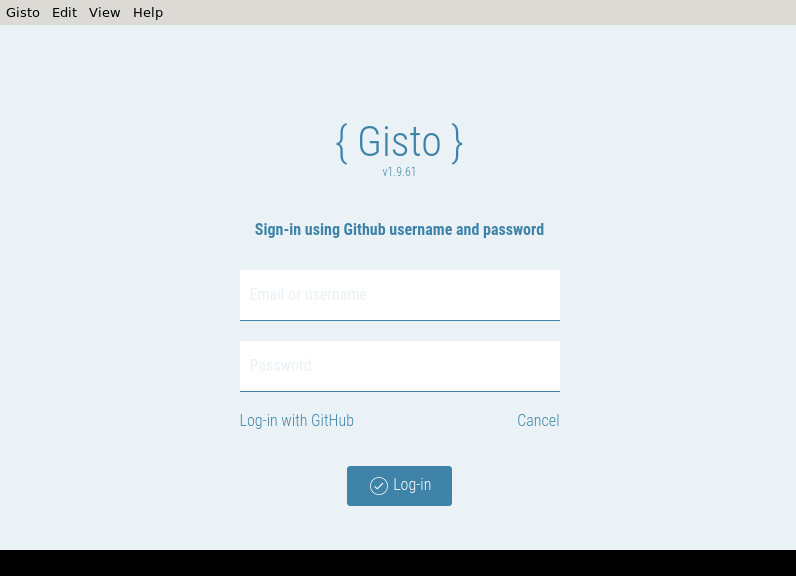 Gisto Edit View Help
{ Gisto }
v1.9.61
Sign-in using Github username and password
Email or username
Password
Log-in with GitHub Cancel
Log-in